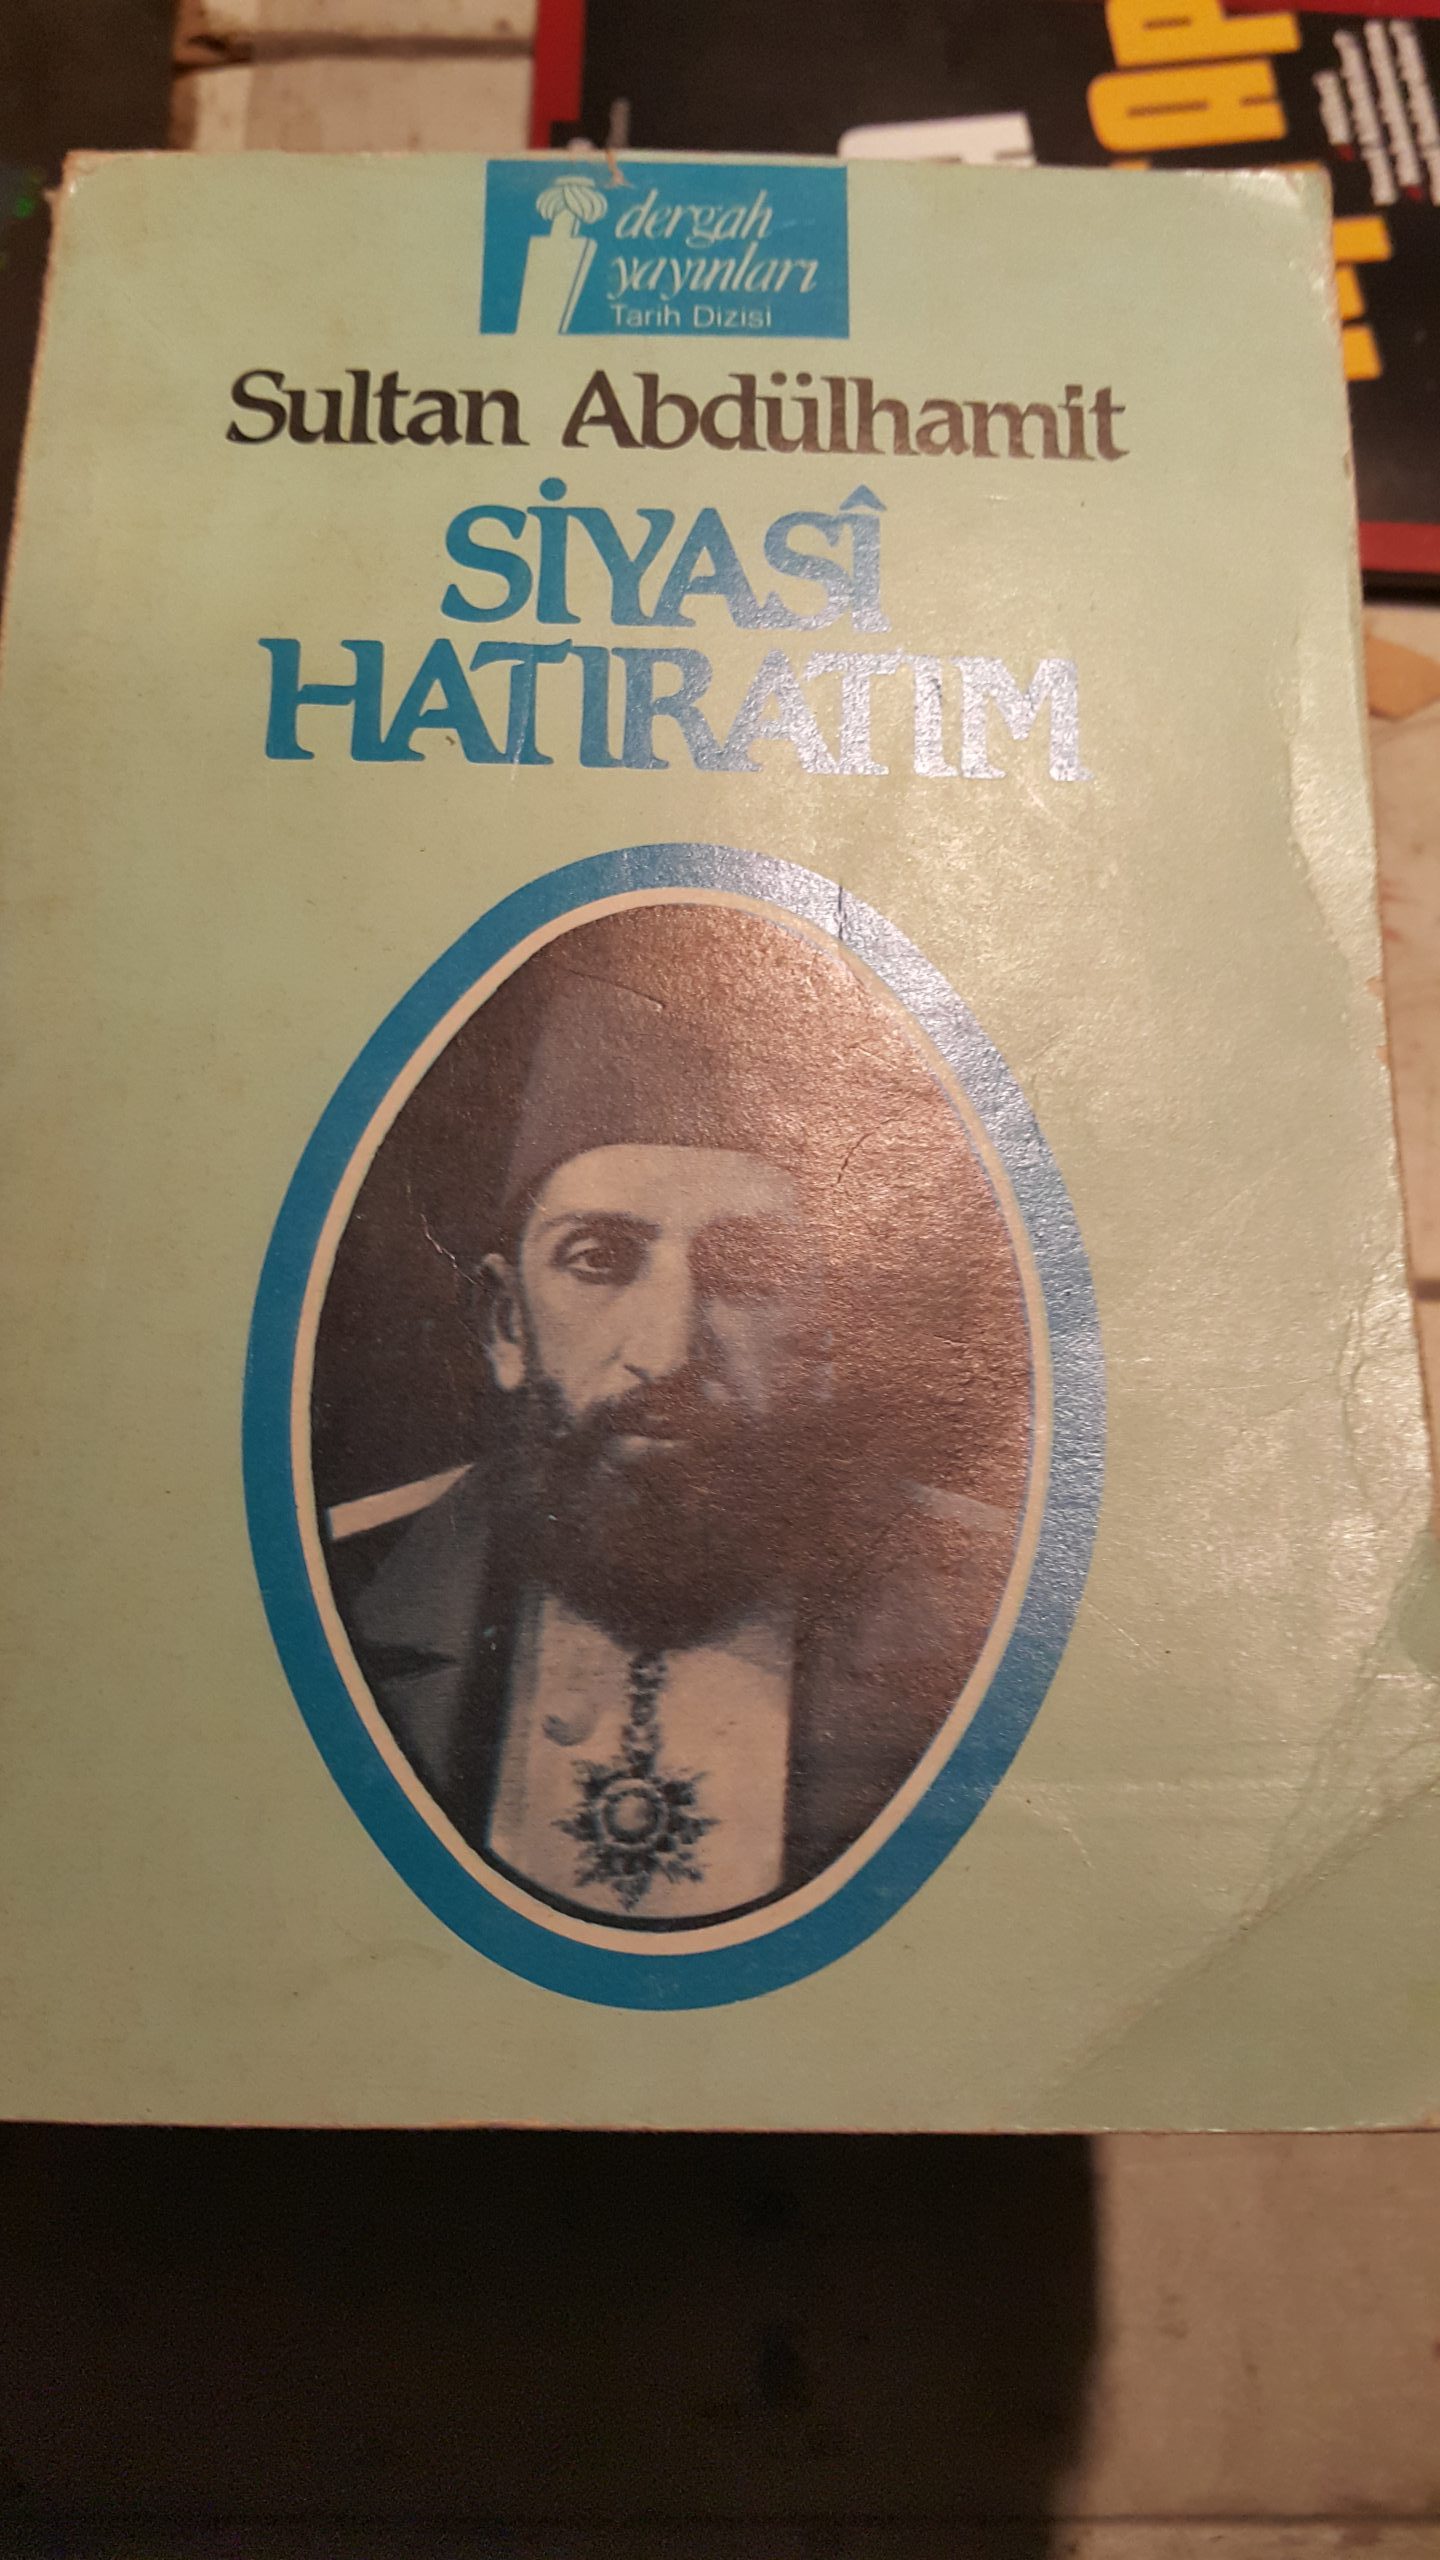 dergah
yayınları
Tarih Dizisi
Sultan Abdülhamit
SİYASÎ
HATIRATIM